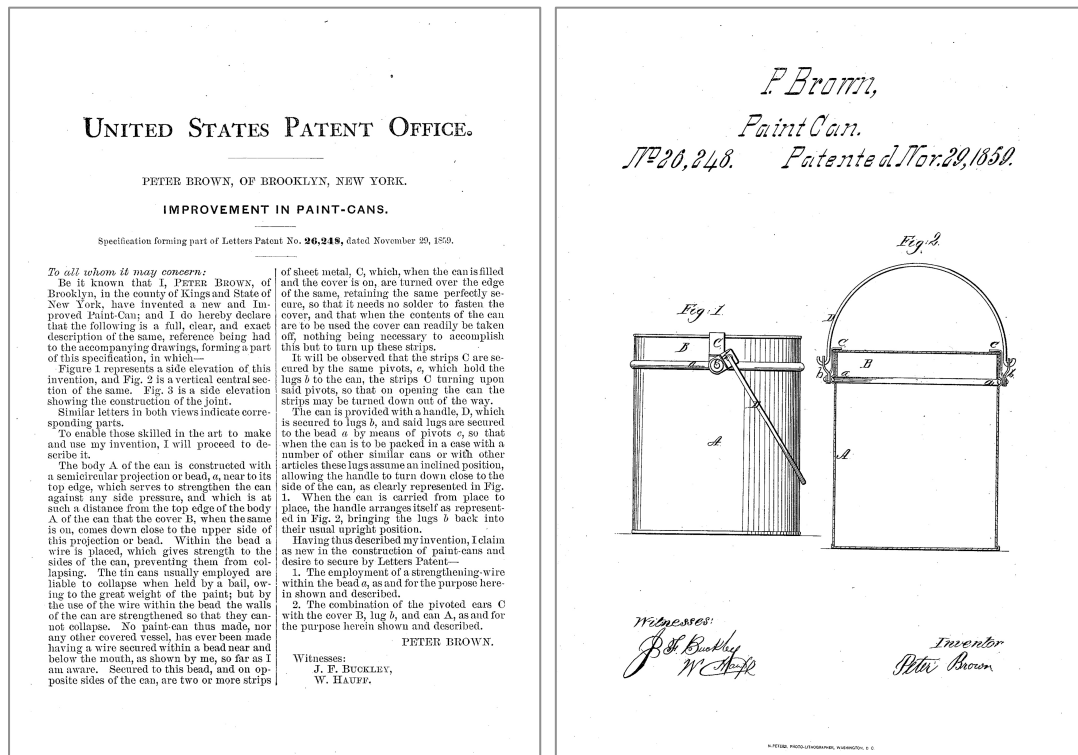 UNITED STATES PATENT OFFICE.
PETER BROWN, OF BROOKLYN, NEW YORK.
IMPROVEMENT IN PAINT-CANS.
Specification forming part of Letters Patent No. 26,248, dated November 29, 1859.
To all whom it may concern:
Be it known that I, PETER BROWN, of
Brooklyn, in the county of Kings and State of
New York, have invented a new and Im-
proved Paint-Can; and I do hereby declare
that the following is a full, clear, and exact
description of the same, reference being had
to the accompanying drawings, forming a part
of this specification, in which—
Figure 1 represents a side elevation of this
invention, and Fig. 2 is a vertical central sec-
tion of the same. Fig. 3 is a side elevation
showing the construction of the joint.
Similar letters in both views indicate corre-
sponding parts.
To enable those skilled in the art to make
and use my invention, I will proceed to de-
scribe it.
The body A of the can is constructed with
a semicircular projection or bead, a, near to its
top edge, which serves to strengthen the can
against any side pressure, and which is at
such a distance from the top edge of the body
A of the can that the cover B, when the same
is on, comes down close to the upper side of
this projection or bead. Within the bead a
wire is placed, which gives strength to the
sides of the can, preventing them from col-
lapsing. The tin cans usually employed are
liable to collapse when held by a bail, ow-
ing to the great weight of the paint; but by
the use of the wire within the bead the walls
of the can are strengthened so that they can-
not collapse. No paint-can thus made, nor
any other covered vessel, has ever been made
having a wire secured within a bead near and
below the mouth, as shown by me, so far as I
am aware. Secured to this bead, and on op-
posite sides of the can, are two or more strips
of sheet metal, C, which, when the can is filled
and the cover is on, are turned over the edge
of the same, retaining the same perfectly se-
cure, so that it needs no solder to fasten the
cover, and that when the contents of the can
are to be used the cover can readily be taken
off, nothing being necessary to accomplish
this but to turn up these strips.
It will be observed that the strips C are se-
cured by the same pivots, c, which hold the
lugs b to the can, the strips C turning upon
said pivots, so that on opening the can the
strips may be turned down out of the way.
The can is provided with a handle, D, which
is secured to lugs b, and said lugs are secured
to the bead a by means of pivots c, so that
when the can is to be packed in a case with a
number of other similar cans or with other
articles these lugs assume an inclined position,
allowing the handle to turn down close to the
side of the can, as clearly represented in Fig.
1. When the can is carried from place to
place, the handle arranges itself as represent-
ed in Fig. 2, bringing the lugs b back into
their usual upright position.
Having thus described my invention, I claim
as new in the construction of paint-cans and
desire to secure by Letters Patent—
1. The employment of a strengthening-wire
within the bead a, as and for the purpose here-
in shown and described.
2. The combination of the pivoted ears C
with the cover B, lug b, and can A, as and for
the purpose herein shown and described.
PETER BROWN.
Witnesses:
J. F. BUCKLEY,
W. HAUFF.
P. Brown,
Paint Can.
No 26,248. Patented Nov. 29, 1859.
Fig. 2.
Fig. 1.
D
C
B
a
A
D
C
c
B
b
a
a
A
Witnesses:
J. F. Buckley
W. Hauff
Inventor
Peter Brown
N. PETERS, PHOTO-LITHOGRAPHER, WASHINGTON, D. C.